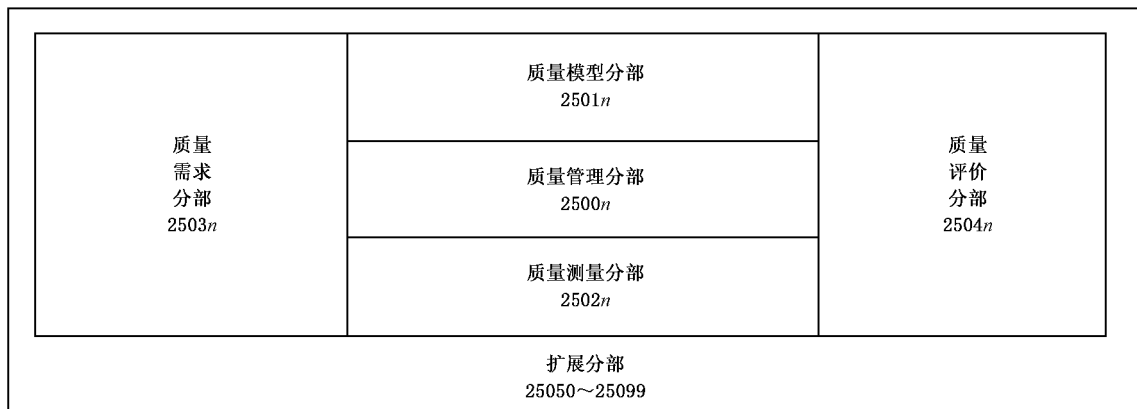 质量
需求
分部
2503n
质量模型分部
2501n
质量管理分部
2500n
质量测量分部
2502n
质量
评价
分部
2504n
扩展分部
25050～25099